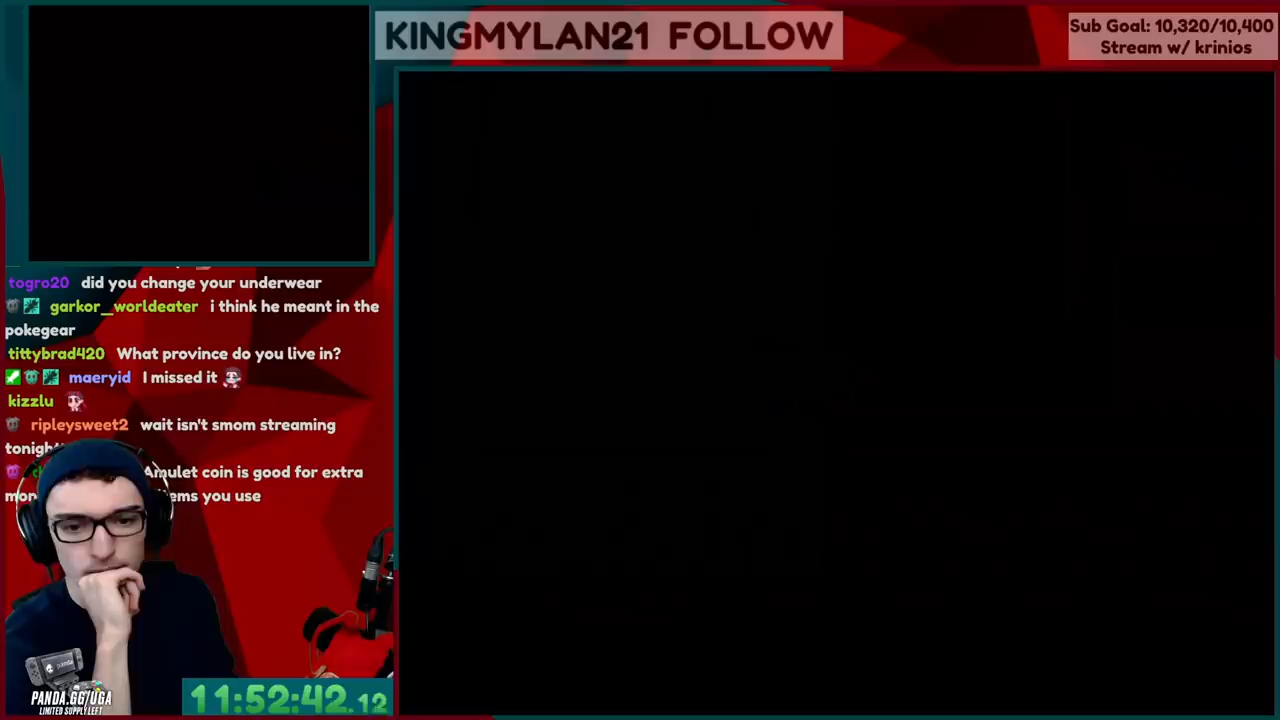 KINGMYLAN21 FOLLOW
Sub Goal: 10,320/10,400
Stream w/ krinios
togro20 did you change your underwear
garkor_worldeater i think he meant in the
pokegear
tittybrad420 What province do you live in?
maeryid I missed it
kizzlu
ripleysweet2 wait isn't smom streaming
Amulet coin is good for extra
you use
PANDA.GG/UGA
LIMITED SUPPLY LEFT
11:52:42.12